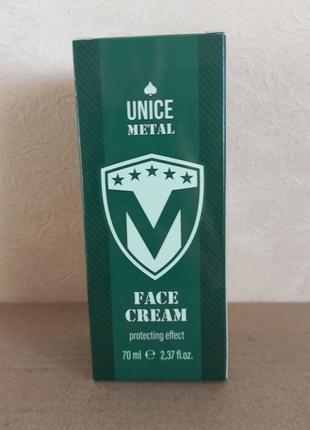 UNICE
METAL
M
FACE
CREAM
protecting effect
70 ml ℮ 2,37 fl.oz.